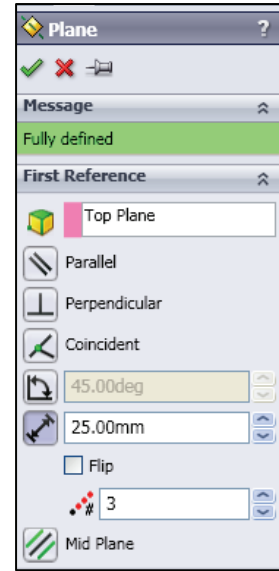 Plane ?
Message
Fully defined
First Reference
Top Plane
Parallel
Perpendicular
Coincident
45.00deg
25.00mm
Flip
# 3
Mid Plane